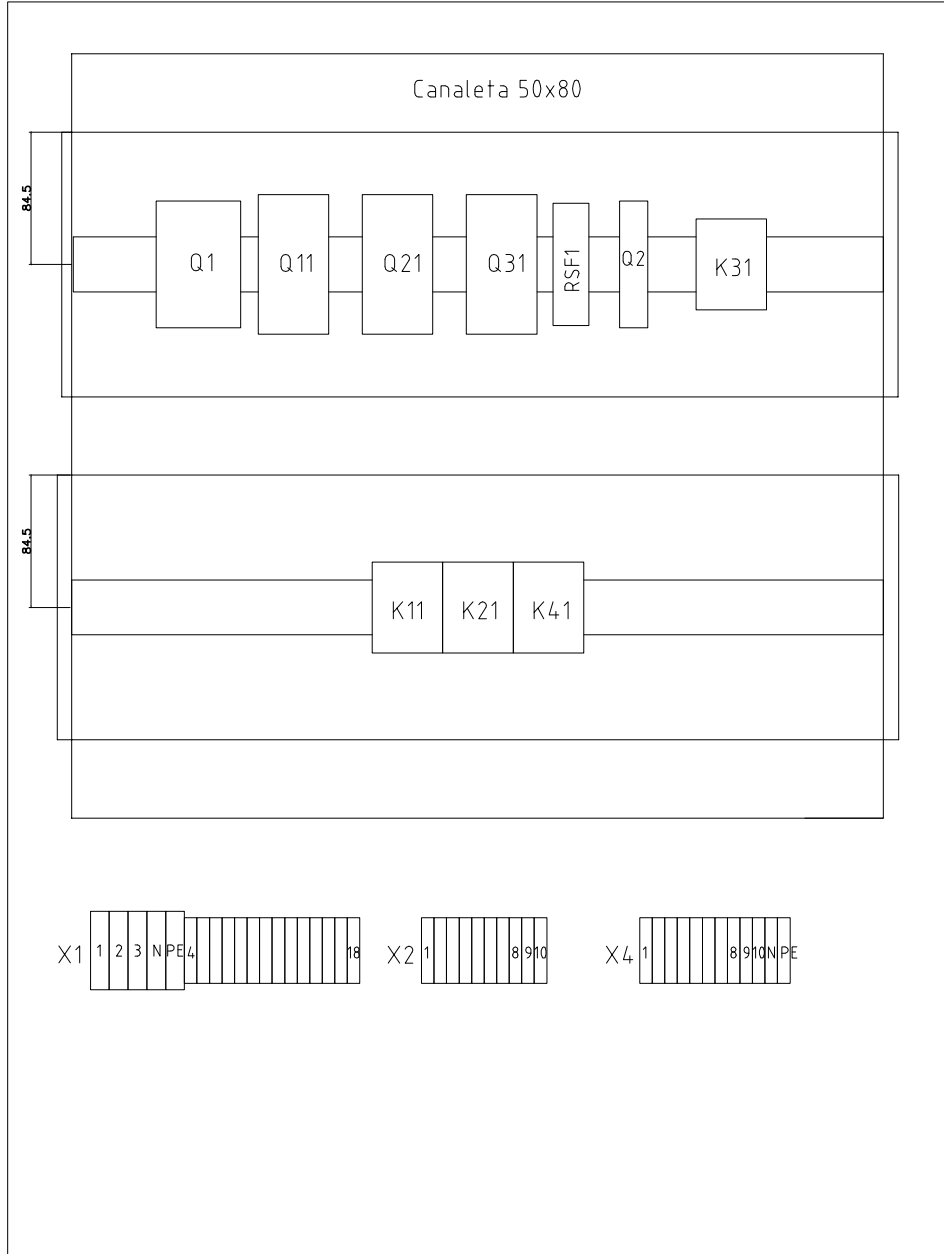 Canaleta 50x80
84.5
Q1 Q11 Q21 Q31 RSF1 Q2 K31
84.5
K11 K21 K41
X1 1 2 3 N PE 4 18 X2 1 8 9 10 X4 1 8 9 10 N PE